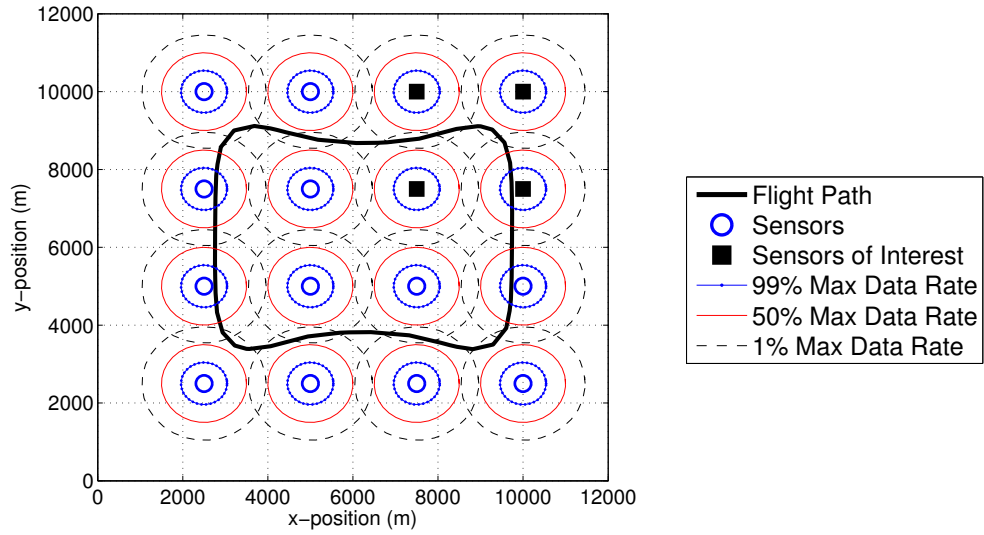 12000
10000
8000
6000
4000
2000
0
y−position (m)
0 2000 4000 6000 8000 10000 12000
x−position (m)
Flight Path
Sensors
Sensors of Interest
99% Max Data Rate
50% Max Data Rate
1% Max Data Rate